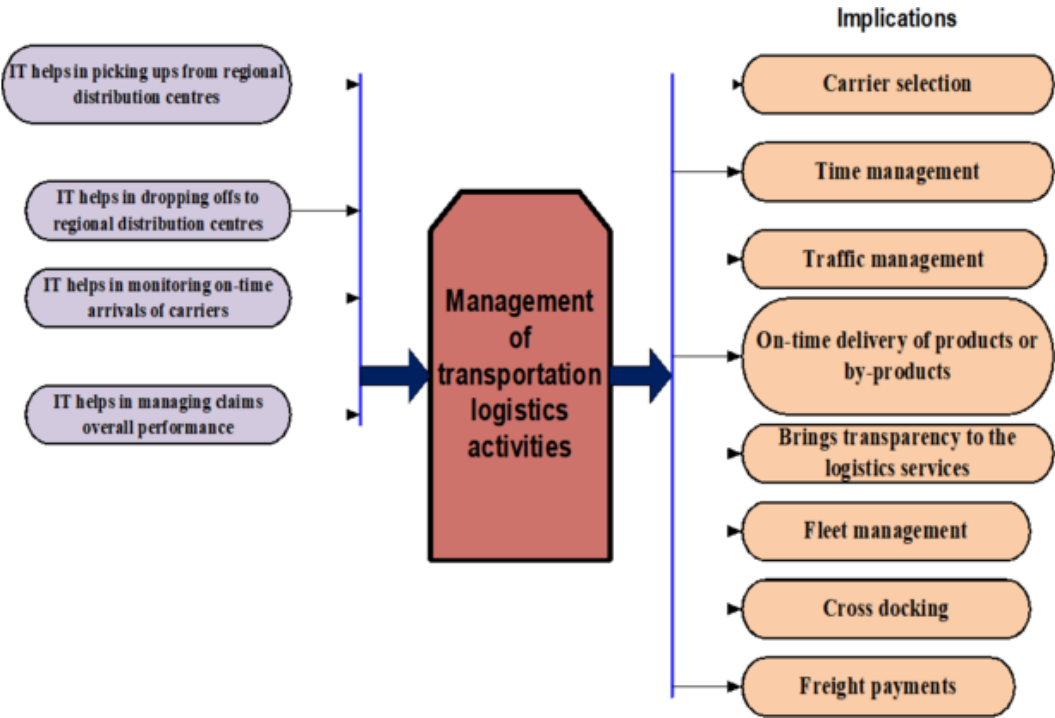 Implications
IT helps in picking ups from regional
distribution centres
IT helps in dropping offs to
regional distribution centres
IT helps in monitoring on-time
arrivals of carriers
IT helps in managing claims
overall performance
Management
of
transportation
logistics
activities
Carrier selection
Time management
Traffic management
On-time delivery of products or
by-products
Brings transparency to the
logistics services
Fleet management
Cross docking
Freight payments